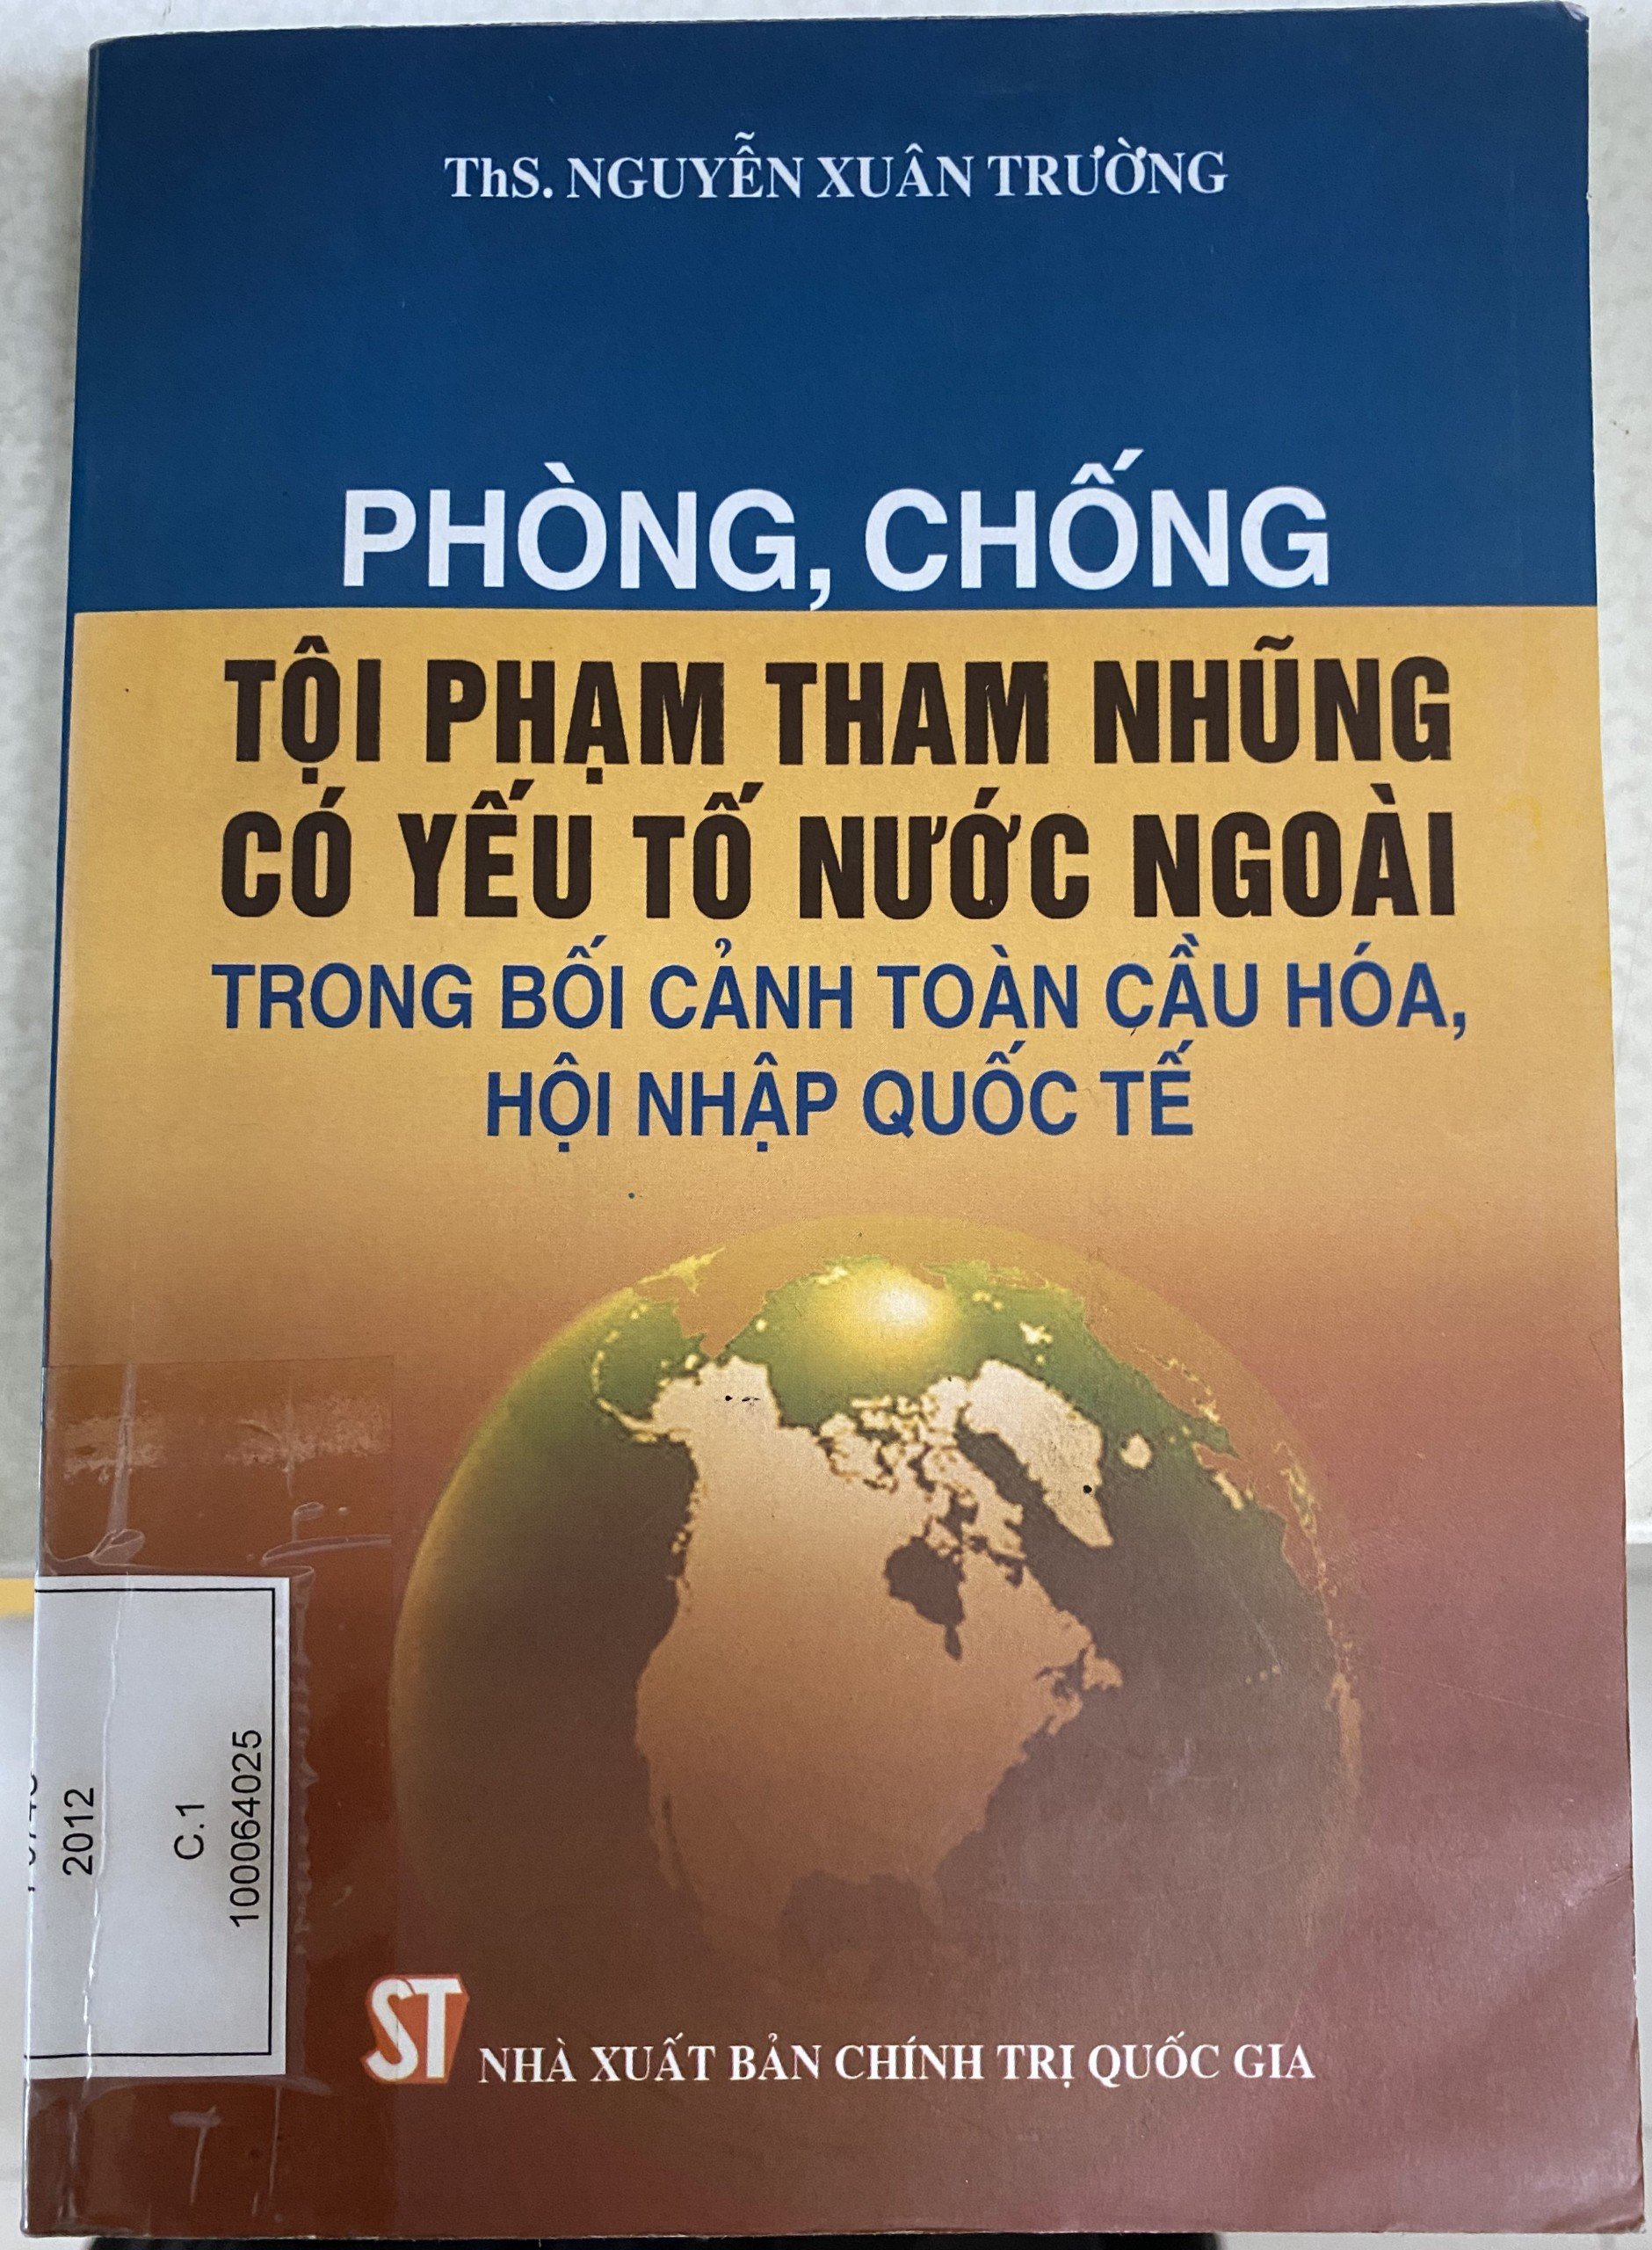 ThS. NGUYỄN XUÂN TRƯỜNG
PHÒNG, CHỐNG
TỘI PHẠM THAM NHŨNG
CÓ YẾU TỐ NƯỚC NGOÀI
TRONG BỐI CẢNH TOÀN CẦU HÓA,
HỘI NHẬP QUỐC TẾ
2012
C.1
100064025
ST
NHÀ XUẤT BẢN CHÍNH TRỊ QUỐC GIA